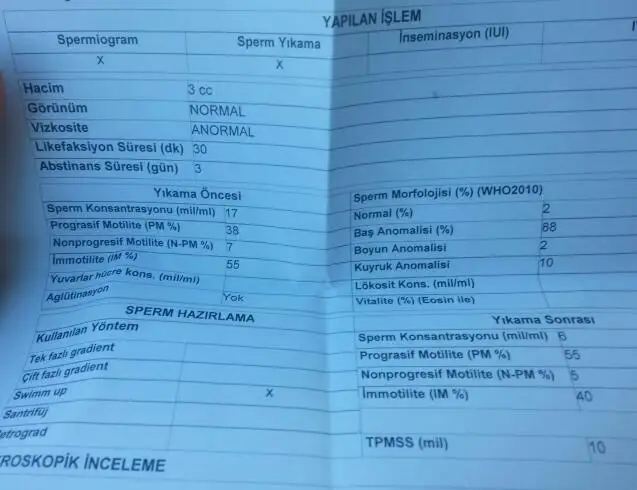 YAPILAN İŞLEM
Spermiogram Sperm Yıkama İnseminasyon (IUI)
X X
Hacim 3 cc
Görünüm NORMAL
Vizkosite ANORMAL
Likefaksiyon Süresi (dk) 30
Abstinans Süresi (gün) 3
Yıkama Öncesi
Sperm Konsantrasyonu (mil/ml) 17
Prograsif Motilite (PM %) 38
Nonprogresif Motilite (N-PM %) 7
İmmotilite (IM %) 55
Yuvarlar hücre kons. (mil/ml)
Aglütinasyon Yok
Sperm Morfolojisi (%) (WHO2010)
Normal (%) 2
Baş Anomalisi (%) 88
Boyun Anomalisi 2
Kuyruk Anomalisi 10
Lökosit Kons. (mil/ml)
Vitalite (%) (Eosin ile)
SPERM HAZIRLAMA
Kullanılan Yöntem
Tek fazlı gradient
Çift fazlı gradient
Swimm up X
Santrifüj
etrograd
Yıkama Sonrası
Sperm Konsantrasyonu (mil/ml) 6
Prograsif Motilite (PM %) 55
Nonprogresif Motilite (N-PM %) 5
İmmotilite (IM %) 40
TPMSS (mil) 10
ROSKOPİK İNCELEME